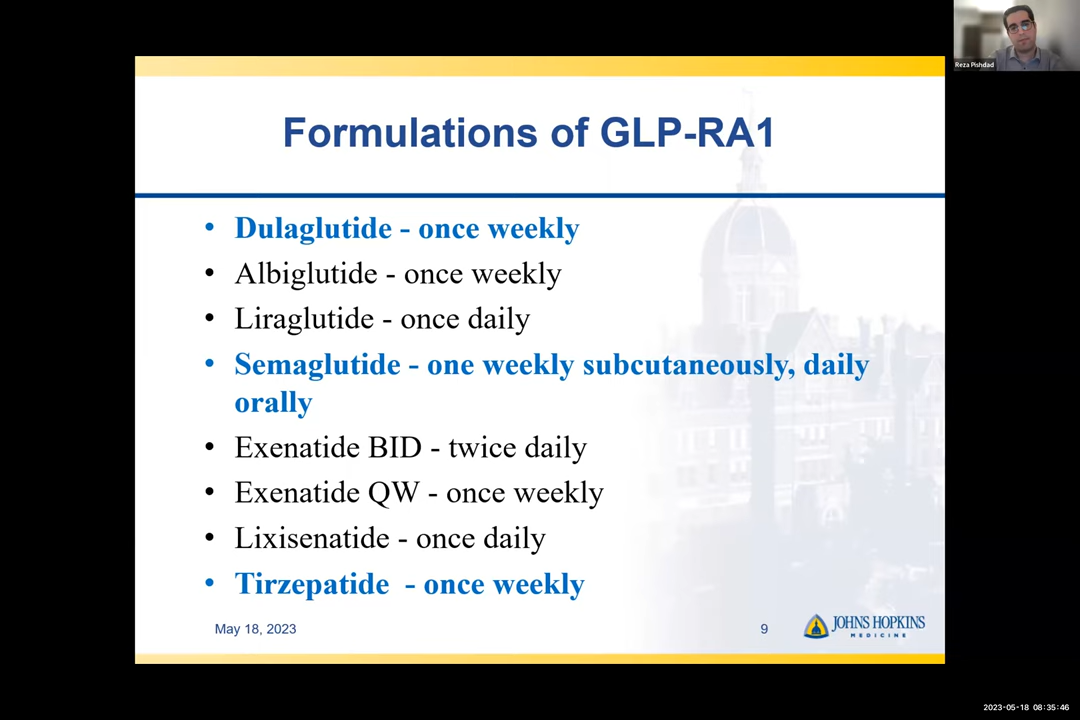 Reza Pishdad
Formulations of GLP-RA1
• Dulaglutide - once weekly
• Albiglutide - once weekly
• Liraglutide - once daily
• Semaglutide - one weekly subcutaneously, daily
orally
• Exenatide BID - twice daily
• Exenatide QW - once weekly
• Lixisenatide - once daily
• Tirzepatide - once weekly
May 18, 2023
9
JOHNS HOPKINS
MEDICINE
2023-05-18 08:35:46